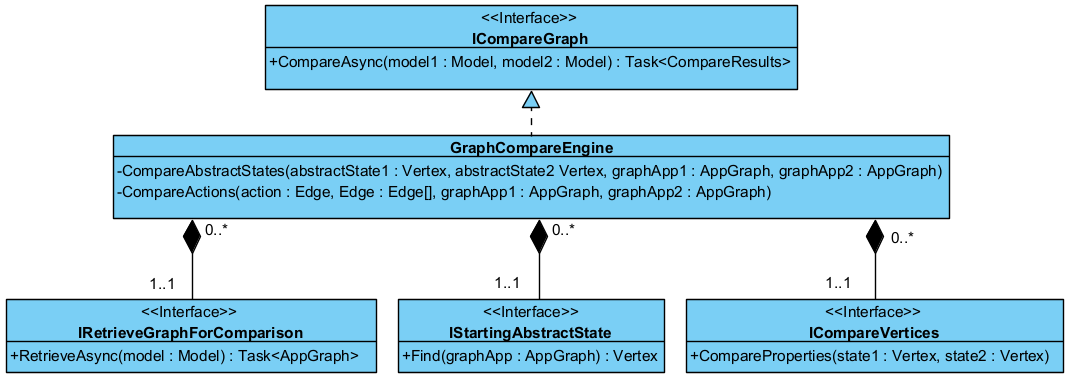 <<Interface>>
ICompareGraph
+CompareAsync(model1 : Model, model2 : Model) : Task<CompareResults>
GraphCompareEngine
-CompareAbstractStates(abstractState1 : Vertex, abstractState2 Vertex, graphApp1 : AppGraph, graphApp2 : AppGraph)
-CompareActions(action : Edge, Edge : Edge[], graphApp1 : AppGraph, graphApp2 : AppGraph)
0..* 0..* 0..*
1..1 1..1 1..1
<<Interface>> <<Interface>> <<Interface>>
IRetrieveGraphForComparison IStartingAbstractState ICompareVertices
+RetrieveAsync(model : Model) : Task<AppGraph> +Find(graphApp : AppGraph) : Vertex +CompareProperties(state1 : Vertex, state2 : Vertex)